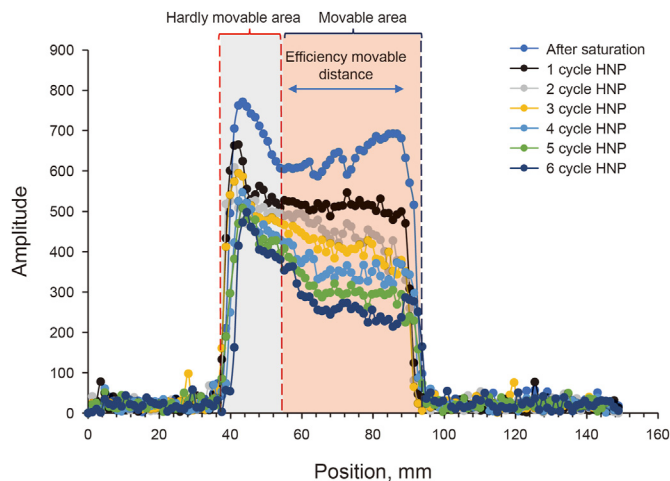 Hardly movable area
Movable area
Efficiency movable
distance
After saturation
1 cycle HNP
2 cycle HNP
3 cycle HNP
4 cycle HNP
5 cycle HNP
6 cycle HNP
Amplitude
900
800
700
600
500
400
300
200
100
0
0
20
40
60
80
100
120
140
160
Position, mm